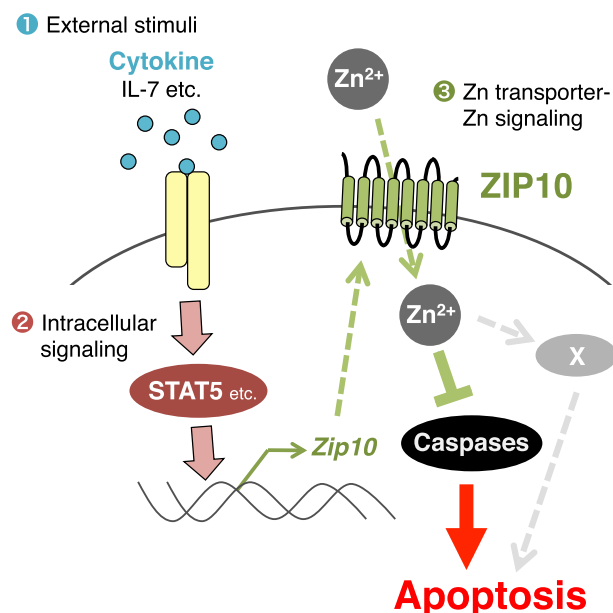 ❶ External stimuli
Cytokine
IL-7 etc.
Zn²⁺
❸ Zn transporter-
Zn signaling
ZIP10
❷ Intracellular
signaling
Zn²⁺
X
STAT5 etc.
Zip10
Caspases
Apoptosis